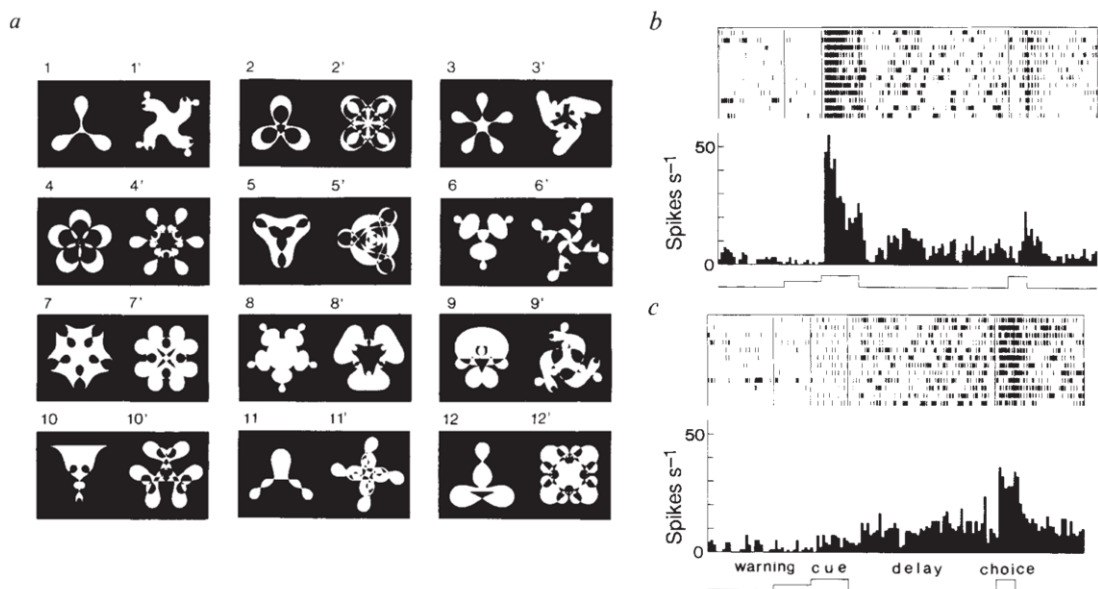 a
1 1' 2 2' 3 3'
4 4' 5 5' 6 6'
7 7' 8 8' 9 9'
10 10' 11 11' 12 12'
b
50
Spikes s–1
0
c
50
Spikes s–1
0
warning cue delay choice